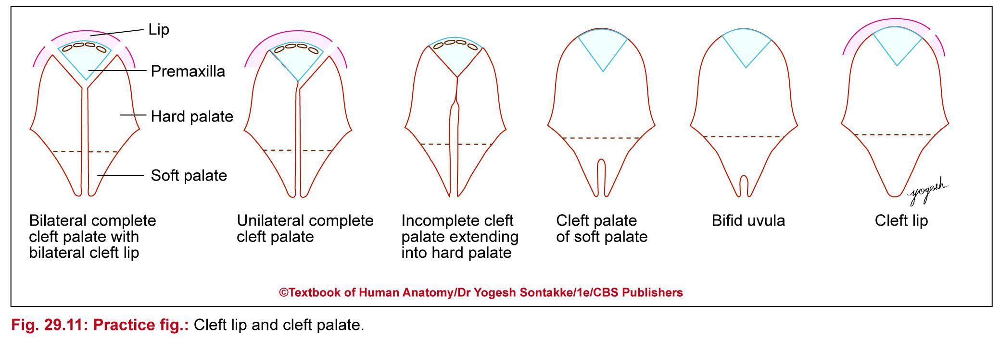 Lip
Premaxilla
Hard palate
Soft palate
Bilateral complete
cleft palate with
bilateral cleft lip
Unilateral complete
cleft palate
Incomplete cleft
palate extending
into hard palate
Cleft palate
of soft palate
Bifid uvula
Cleft lip
yogesh
©Textbook of Human Anatomy/Dr Yogesh Sontakke/1e/CBS Publishers
Fig. 29.11: Practice fig.: Cleft lip and cleft palate.